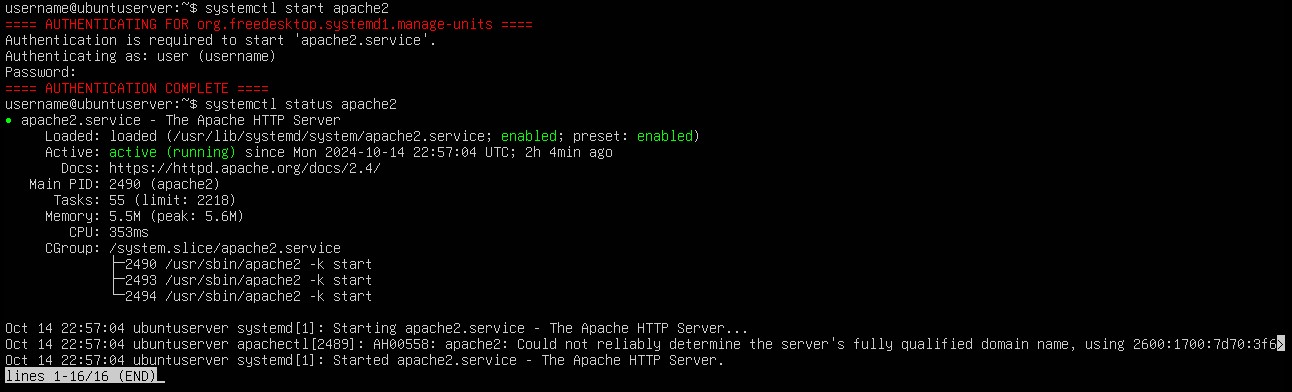 username@ubuntuserver:~$ systemctl start apache2
==== AUTHENTICATING FOR org.freedesktop.systemd1.manage-units ====
Authentication is required to start 'apache2.service'.
Authenticating as: user (username)
Password:
==== AUTHENTICATION COMPLETE ====
username@ubuntuserver:~$ systemctl status apache2
● apache2.service - The Apache HTTP Server
     Loaded: loaded (/usr/lib/systemd/system/apache2.service; enabled; preset: enabled)
     Active: active (running) since Mon 2024-10-14 22:57:04 UTC; 2h 4min ago
       Docs: https://httpd.apache.org/docs/2.4/
   Main PID: 2490 (apache2)
      Tasks: 55 (limit: 2218)
     Memory: 5.5M (peak: 5.6M)
        CPU: 353ms
     CGroup: /system.slice/apache2.service
             ├─2490 /usr/sbin/apache2 -k start
             ├─2493 /usr/sbin/apache2 -k start
             └─2494 /usr/sbin/apache2 -k start
Oct 14 22:57:04 ubuntuserver systemd[1]: Starting apache2.service - The Apache HTTP Server...
Oct 14 22:57:04 ubuntuserver apachectl[2489]: AH00558: apache2: Could not reliably determine the server's fully qualified domain name, using 2600:1700:7d70:3f6>
Oct 14 22:57:04 ubuntuserver systemd[1]: Started apache2.service - The Apache HTTP Server.
lines 1-16/16 (END)